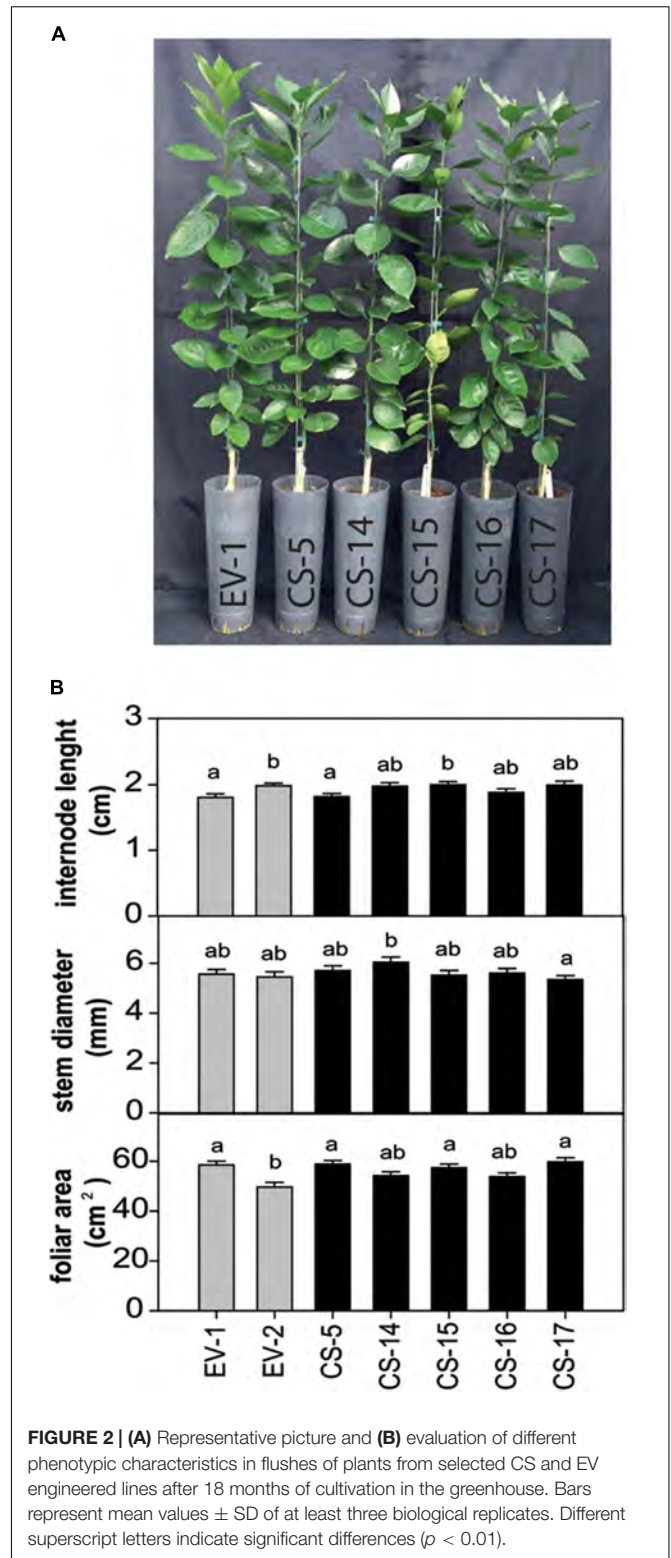 A
EV-1
CS-5
CS-14
CS-15
CS-16
CS-17
B
internode lenght
(cm)
3
2
1
0
a
b
a
ab
b
ab
ab
stem diameter
(mm)
6
4
2
0
ab
ab
ab
b
ab
ab
a
foliar area
(cm²)
60
40
20
0
a
b
a
ab
a
ab
a
EV-1
EV-2
CS-5
CS-14
CS-15
CS-16
CS-17
FIGURE 2 | (A) Representative picture and (B) evaluation of different
phenotypic characteristics in flushes of plants from selected CS and EV
engineered lines after 18 months of cultivation in the greenhouse. Bars
represent mean values ± SD of at least three biological replicates. Different
superscript letters indicate significant differences (p < 0.01).